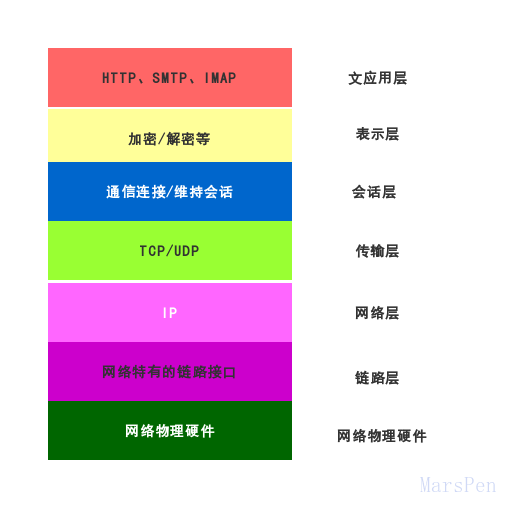 HTTP、SMTP、IMAP
文应用层
加密/解密等
表示层
通信连接/维持会话
会话层
TCP/UDP
传输层
IP
网络层
网络特有的链路接口
链路层
网络物理硬件
网络物理硬件
MarsPen